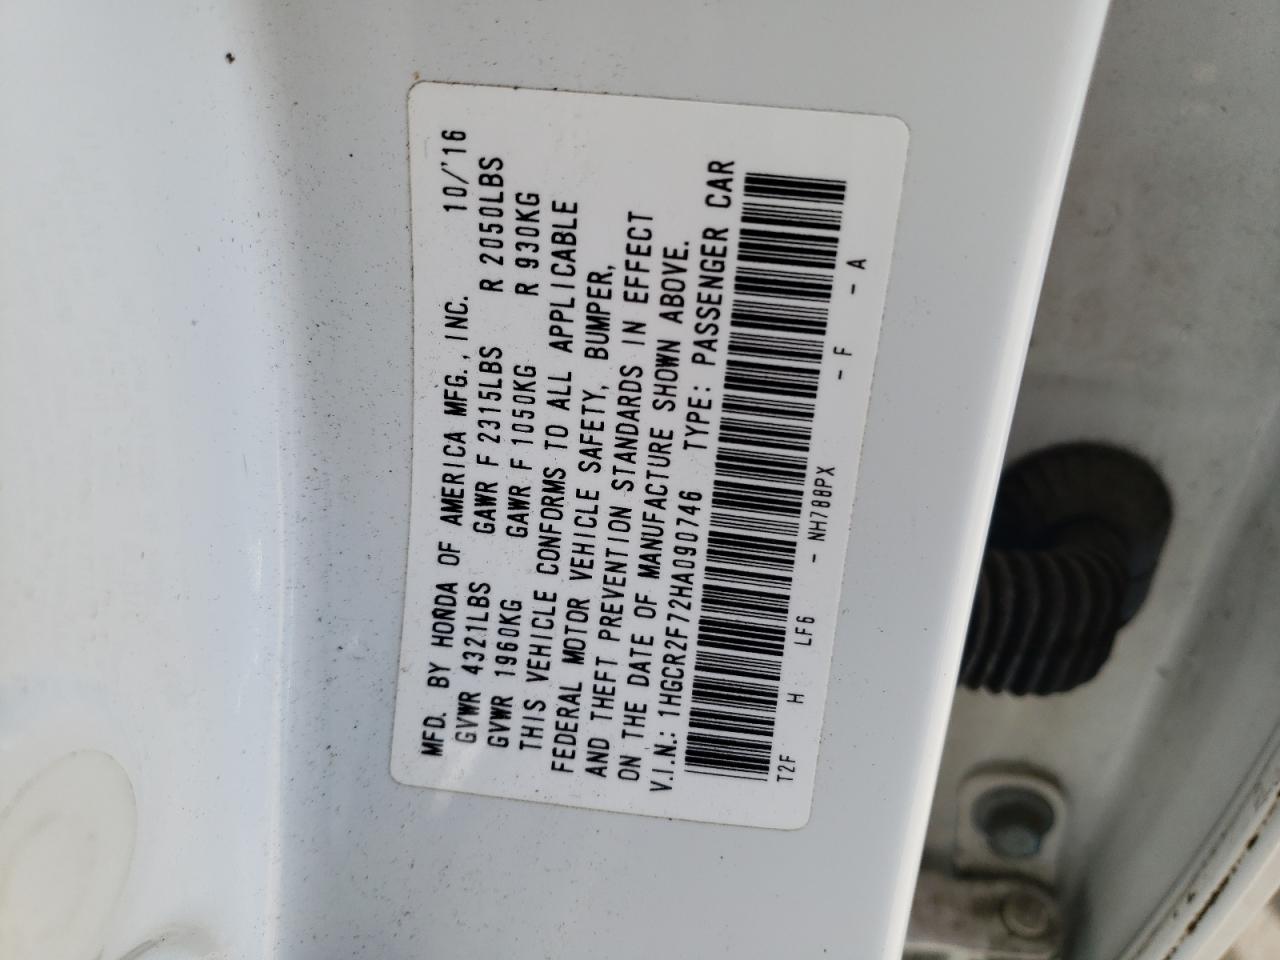 MFD. BY HONDA OF AMERICA MFG., INC. 10/'16
GVWR 4321LBS GAWR F 2315LBS R 2050LBS
GVWR 1960KG GAWR F 1050KG R 930KG
THIS VEHICLE CONFORMS TO ALL APPLICABLE
FEDERAL MOTOR VEHICLE SAFETY, BUMPER,
AND THEFT PREVENTION STANDARDS IN EFFECT
ON THE DATE OF MANUFACTURE SHOWN ABOVE.
V.I.N.: 1HGCR2F72HA090746 TYPE: PASSENGER CAR
T2F H LF6 - NH788PX - F - A